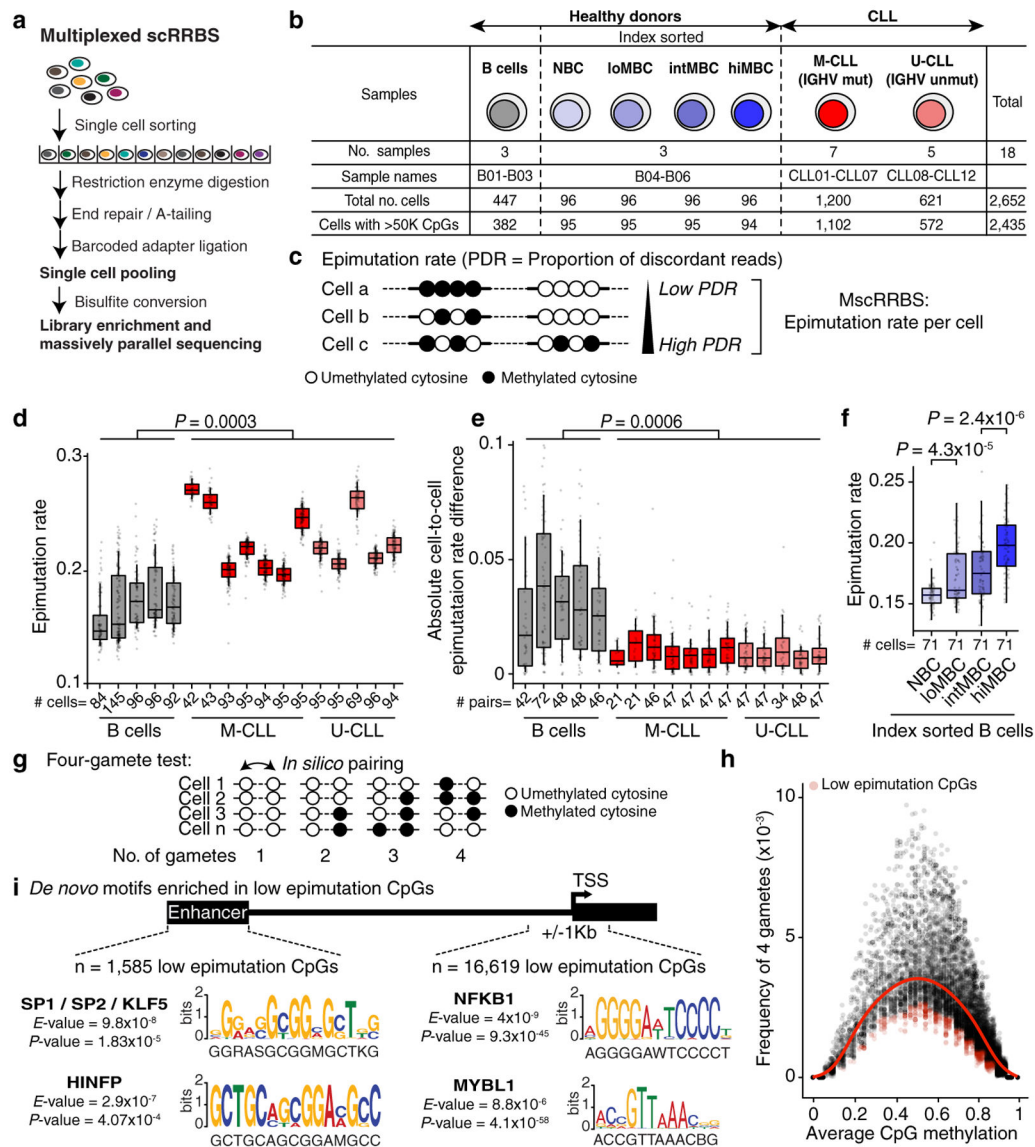 a
Multiplexed scRRBS
Single cell sorting
Restriction enzyme digestion
End repair / A-tailing
Barcoded adapter ligation
Single cell pooling
Bisulfite conversion
Library enrichment and
massively parallel sequencing
b
Healthy donors CLL
Index sorted
Samples B cells NBC loMBC intMBC hiMBC M-CLL (IGHV mut) U-CLL (IGHV unmut) Total
No. samples 3 3 7 5 18
Sample names B01-B03 B04-B06 CLL01-CLL07 CLL08-CLL12
Total no. cells 447 96 96 96 96 1,200 621 2,652
Cells with >50K CpGs 382 95 95 95 94 1,102 572 2,435
c Epimutation rate (PDR = Proportion of discordant reads)
Cell a Low PDR
Cell b
Cell c High PDR
MscRRBS:
Epimutation rate per cell
Umethylated cytosine Methylated cytosine
d
P = 0.0003
Epimutation rate
0.3
0.2
0.1
# cells= 84 145 96 96 92 42 43 93 95 94 95 95 95 95 69 96 94
B cells M-CLL U-CLL
e
P = 0.0006
Absolute cell-to-cell
epimutataion rate difference
0.1
0.05
0
# pairs= 42 72 48 48 46 21 21 46 47 47 47 47 47 47 34 48 47
B cells M-CLL U-CLL
f
P = 2.4x10-6
P = 4.3x10-5
Epimutation rate
0.25
0.20
0.15
# cells= 71 71 71 71
NBC loMBC intMBC hiMBC
Index sorted B cells
g Four-gamete test:
In silico pairing
Cell 1
Cell 2
Cell 3
Cell n
Umethylated cytosine
Methylated cytosine
No. of gametes 1 2 3 4
h
Low epimutation CpGs
Frequency of 4 gametes (x10-3)
10
5
0
0 0.2 0.4 0.6 0.8 1
Average CpG methylation
i De novo motifs enriched in low epimutation CpGs
Enhancer TSS
+/-1Kb
n = 1,585 low epimutation CpGs
n = 16,619 low epimutation CpGs
SP1 / SP2 / KLF5
E-value = 9.8x10-8
P-value = 1.83x10-5
bits
2
1
0
GGRASGCGGMGCTKG
NFKB1
E-value = 4x10-9
P-value = 9.3x10-45
bits
2
1
0
AGGGGAWTCCCCT
HINFP
E-value = 2.9x10-7
P-value = 4.07x10-4
bits
2
1
0
GCTGCAGCGGAMGCC
MYBL1
E-value = 8.8x10-6
P-value = 4.1x10-58
bits
2
1
0
ACCGTTAAACBG